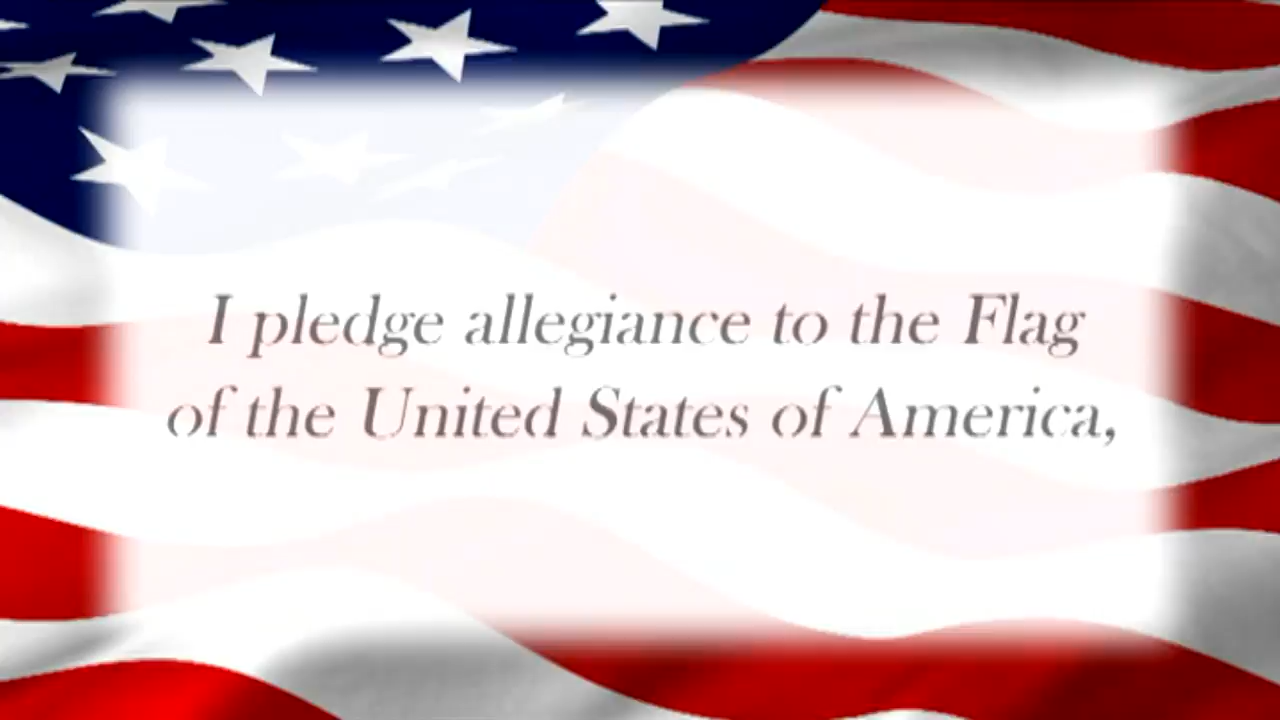 I pledge allegiance to the Flag
of the United States of America,